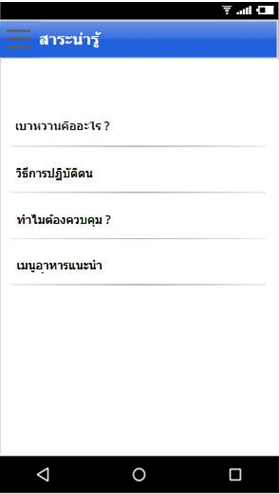 สาระน่ารู้
เบาหวานคืออะไร ?
วิธีการปฏิบัติตน
ทำไมต้องควบคุม ?
เมนูอาหารแนะนำ